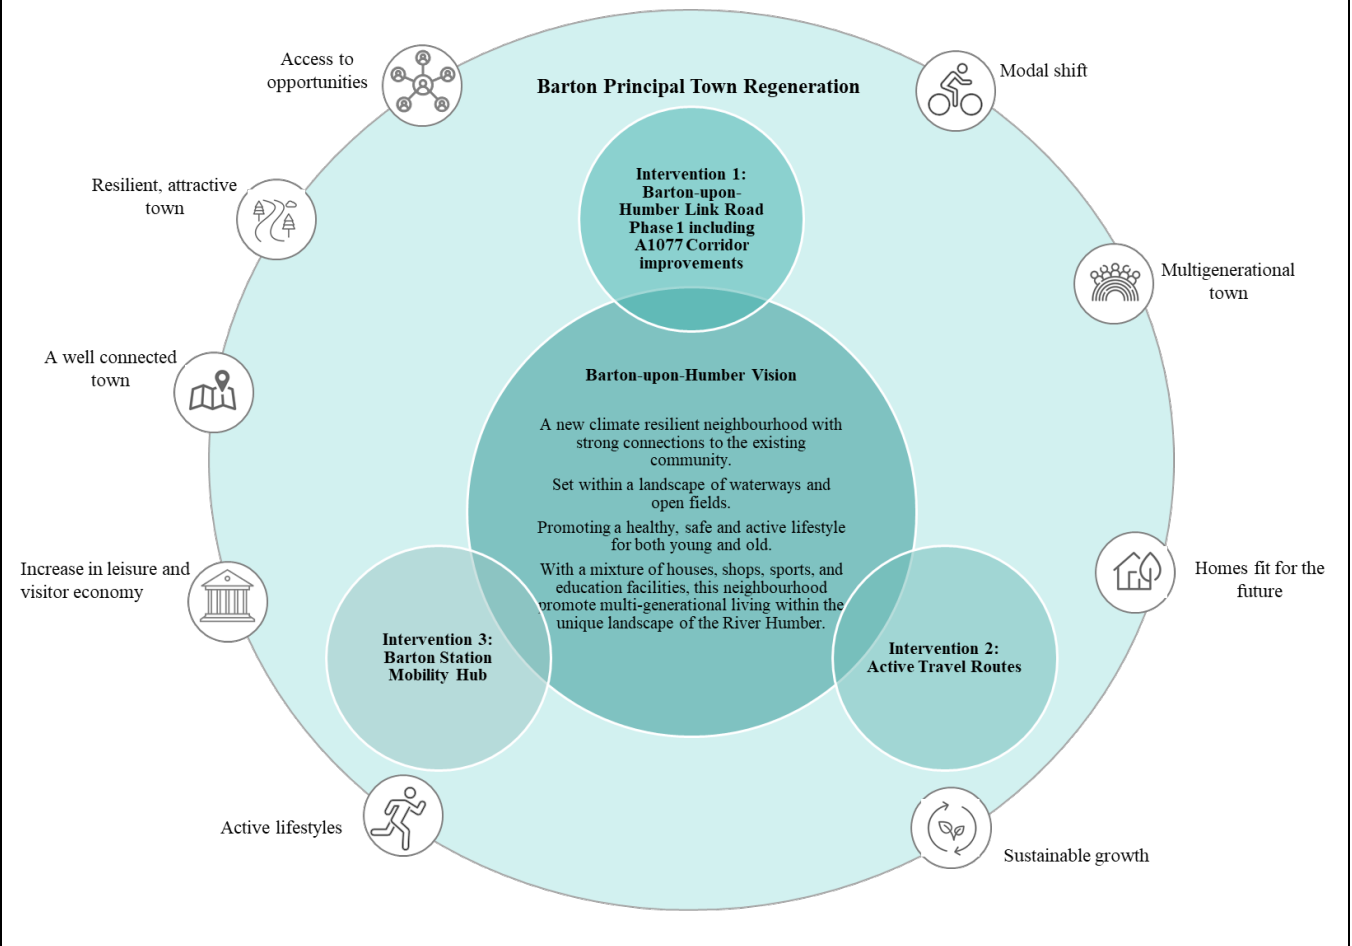 Barton Principal Town Regeneration
Access to
opportunities
Modal shift
Resilient, attractive
town
Intervention 1:
Barton-upon-
Humber Link Road
Phase 1 including
A1077 Corridor
improvements
Multigenerational
town
A well connected
town
Barton-upon-Humber Vision
A new climate resilient neighbourhood with
strong connections to the existing
community.
Set within a landscape of waterways and
open fields.
Promoting a healthy, safe and active lifestyle
for both young and old.
With a mixture of houses, shops, sports, and
education facilities, this neighbourhood
promote multi-generational living within the
unique landscape of the River Humber.
Increase in leisure and
visitor economy
Homes fit for the
future
Intervention 3:
Barton Station
Mobility Hub
Intervention 2:
Active Travel Routes
Active lifestyles
Sustainable growth